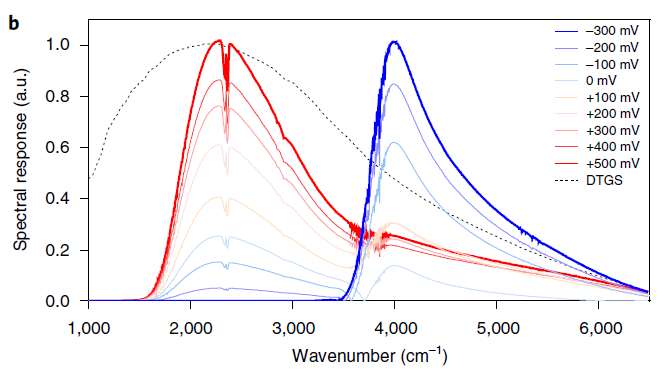 b
Spectral response (a.u.)
1.0
0.8
0.6
0.4
0.2
0.0
1,000
2,000
3,000
4,000
5,000
6,000
Wavenumber (cm⁻¹)
–300 mV
–200 mV
–100 mV
0 mV
+100 mV
+200 mV
+300 mV
+400 mV
+500 mV
DTGS